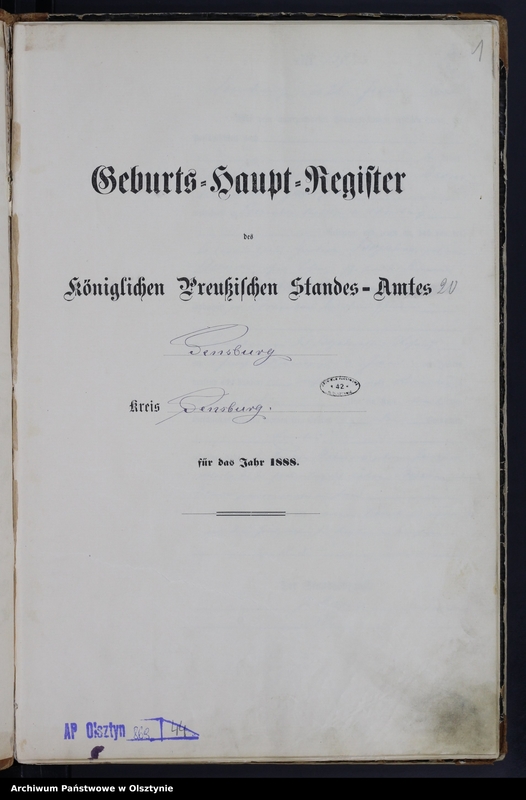 1
Geburts-Haupt-Register
des
Königlichen Preußischen Standes-Amtes 20
Sensburg
Kreis Sensburg.
42
für das Jahr 1888.
AP Olsztyn 44
Archiwum Państwowe w Olsztynie